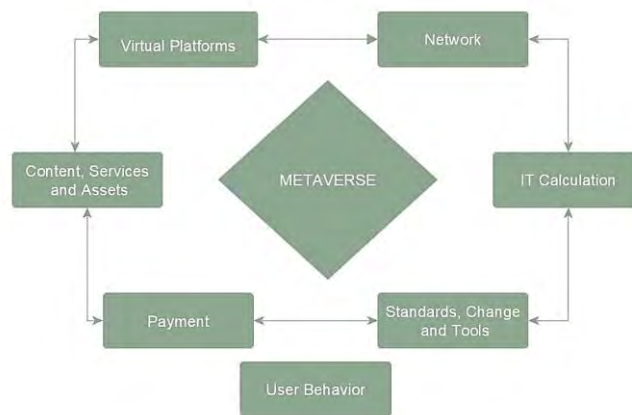 Virtual Platforms
Network
Content, Services
and Assets
METAVERSE
IT Calculation
Payment
Standards, Change
and Tools
User Behavior